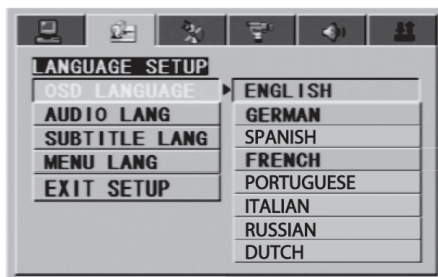 LANGUAGE SETUP
OSD LANGUAGE
AUDIO LANG
SUBTITLE LANG
MENU LANG
EXIT SETUP
ENGLISH
GERMAN
SPANISH
FRENCH
PORTUGUESE
ITALIAN
RUSSIAN
DUTCH